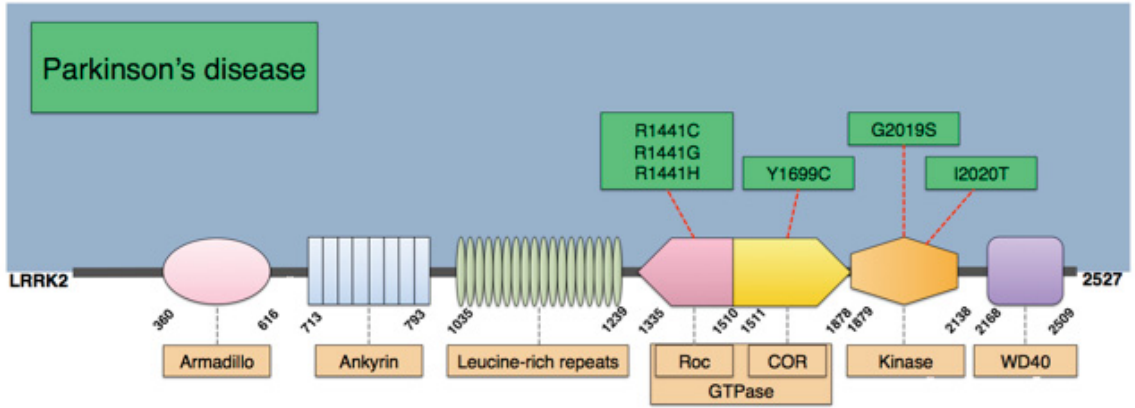 Parkinson's disease
R1441C
R1441G
R1441H
Y1699C
G2019S
I2020T
LRRK2
2527
360
616
713
793
1035
1239
1335
1510
1511
1878
1879
2138
2168
2509
Armadillo
Ankyrin
Leucine-rich repeats
Roc
COR
GTPase
Kinase
WD40